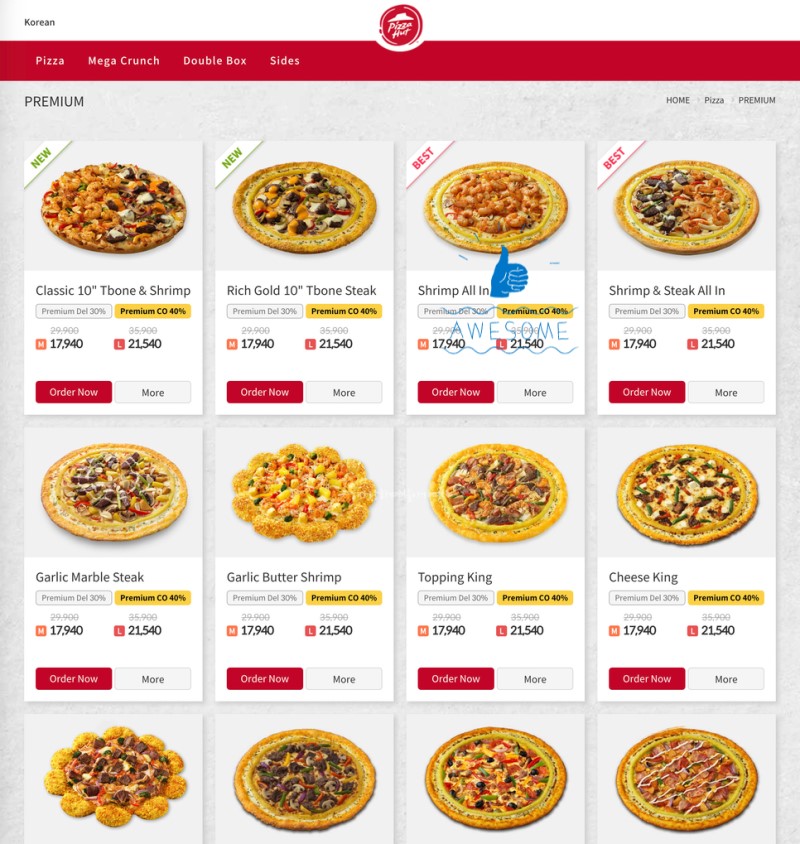 Korean
Pizza Hut
Pizza Mega Crunch Double Box Sides
PREMIUM
HOME Pizza PREMIUM
NEW
NEW
BEST
BEST
Classic 10" Tbone & Shrimp
Premium Del 30% Premium CO 40%
29,900 35,900
M 17,940 L 21,540
Order Now More
Rich Gold 10" Tbone Steak
Premium Del 30% Premium CO 40%
29,900 35,900
M 17,940 L 21,540
Order Now More
Shrimp All In
Premium Del 30% Premium CO 40%
29,900 35,900
AWESOME
M 17,940 L 21,540
Order Now More
Shrimp & Steak All In
Premium Del 30% Premium CO 40%
29,900 35,900
M 17,940 L 21,540
Order Now More
Garlic Marble Steak
Premium Del 30% Premium CO 40%
29,900 35,900
M 17,940 L 21,540
Order Now More
Garlic Butter Shrimp
Premium Del 30% Premium CO 40%
29,900 35,900
M 17,940 L 21,540
Order Now More
Topping King
Premium Del 30% Premium CO 40%
29,900 35,900
M 17,940 L 21,540
Order Now More
Cheese King
Premium Del 30% Premium CO 40%
29,900 35,900
M 17,940 L 21,540
Order Now More